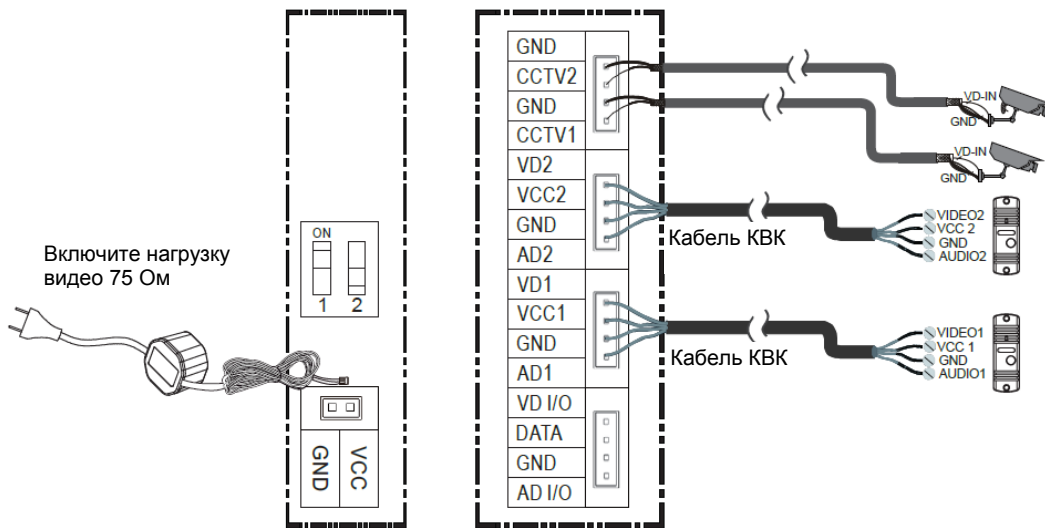 Включите нагрузку
видео 75 Ом
ON
1 2
GND VCC
GND
CCTV2
GND
CCTV1
VD2
VCC2
GND
AD2
VD1
VCC1
GND
AD1
VD I/O
DATA
GND
AD I/O
VD-IN
GND
VD-IN
GND
Кабель КВК
VIDEO2
VCC 2
GND
AUDIO2
Кабель КВК
VIDEO1
VCC 1
GND
AUDIO1